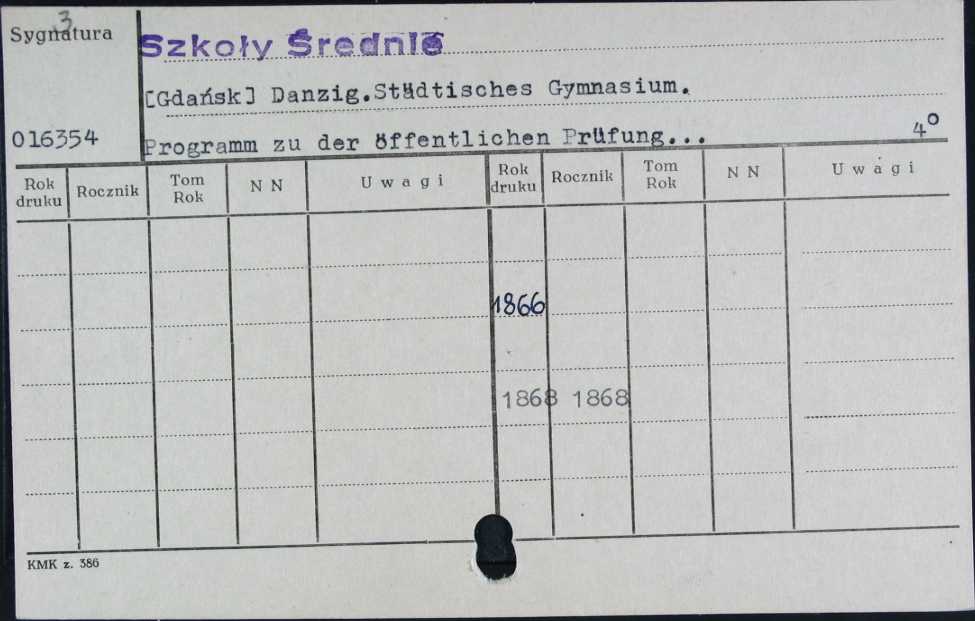 3
Sygnatura
Szkoły Średnie
[Gdańsk] Danzig.Städtisches Gymnasium.
016354
Programm zu der öffentlichen Prüfung... 4°
Rok druku Rocznik Tom Rok N N U w a g i Rok druku Rocznik Tom Rok N N U w a g i
1866
1868 1868
KMK z. 386